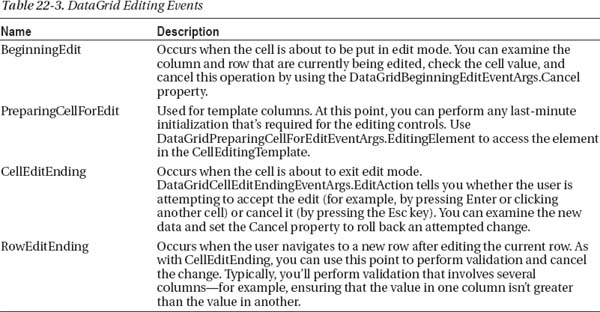 Table 22-3. DataGrid Editing Events
Name Description
BeginningEdit Occurs when the cell is about to be put in edit mode. You can examine the
column and row that are currently being edited, check the cell value, and
cancel this operation by using the DataGridBeginningEditEventArgs.Cancel
property.
PreparingCellForEdit Used for template columns. At this point, you can perform any last-minute
initialization that's required for the editing controls. Use
DataGridPreparingCellForEditEventArgs.EditingElement to access the element
in the CellEditingTemplate.
CellEditEnding Occurs when the cell is about to exit edit mode.
DataGridCellEditEndingEventArgs.EditAction tells you whether the user is
attempting to accept the edit (for example, by pressing Enter or clicking
another cell) or cancel it (by pressing the Esc key). You can examine the new
data and set the Cancel property to roll back an attempted change.
RowEditEnding Occurs when the user navigates to a new row after editing the current row. As
with CellEditEnding, you can use this point to perform validation and cancel
the change. Typically, you'll perform validation that involves several
columns—for example, ensuring that the value in one column isn't greater
than the value in another.